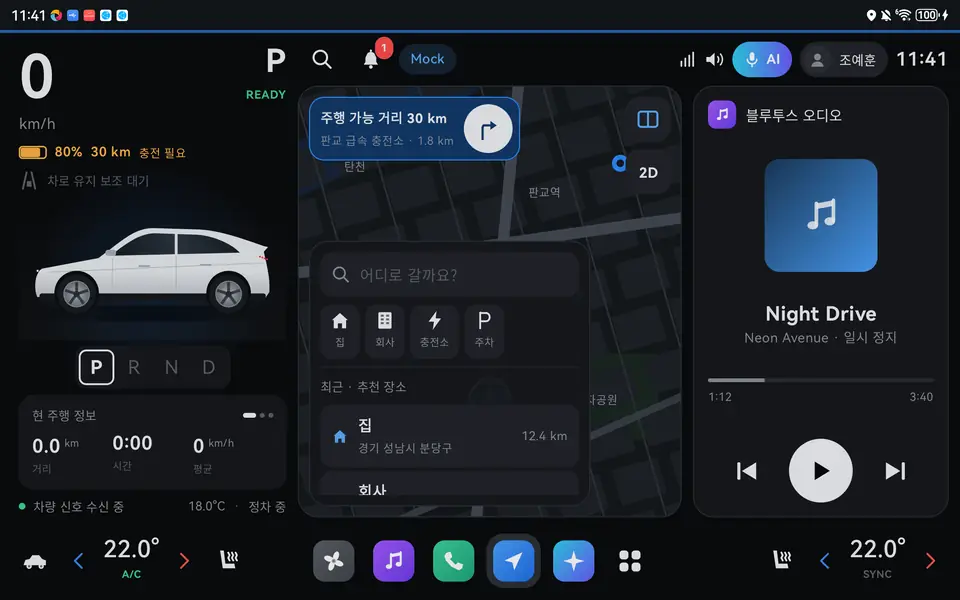 11:41
100
0
km/h
P
READY
80% 30 km 충전 필요
차로 유지 보조 대기
P R N D
현 주행 정보
0.0 km
거리
0:00
시간
0 km/h
평균
차량 신호 수신 중
18.0°C · 정차 중
1
Mock
AI
조예훈
11:41
주행 가능 거리 30 km
판교 급속 충전소 · 1.8 km
탄천
판교역
2D
어디로 갈까요?
집
회사
충전소
P
주차
최근 · 추천 장소
집
경기 성남시 분당구
12.4 km
회사
자공원
블루투스 오디오
Night Drive
Neon Avenue · 일시 정지
1:12
3:40
22.0°
A/C
22.0°
SYNC